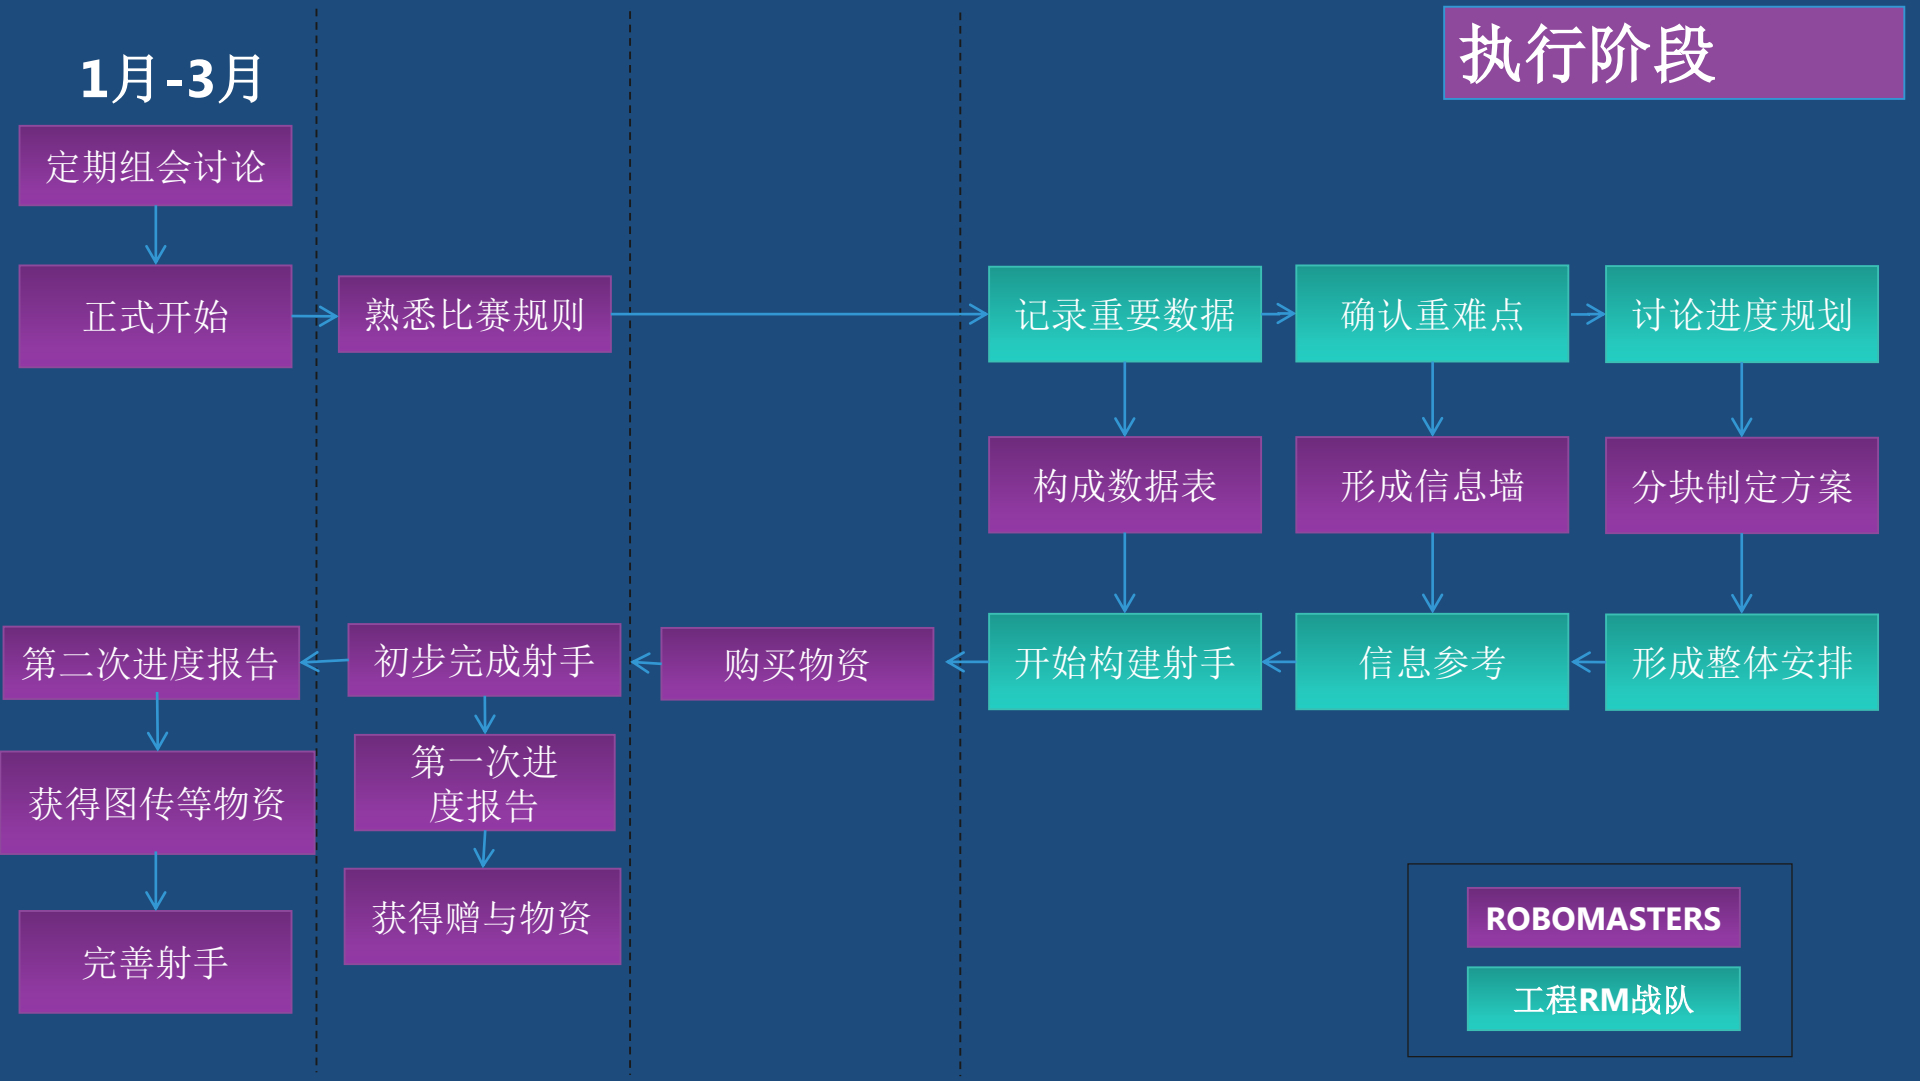 执行阶段
1月-3月
定期组会讨论
正式开始
熟悉比赛规则
记录重要数据
确认重难点
讨论进度规划
构成数据表
形成信息墙
分块制定方案
第二次进度报告
初步完成射手
购买物资
开始构建射手
信息参考
形成整体安排
获得图传等物资
第一次进
度报告
完善射手
获得赠与物资
ROBOMASTERS
工程RM战队